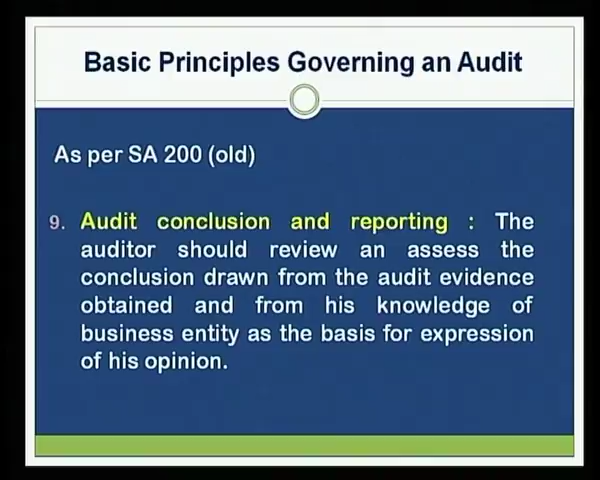 Basic Principles Governing an Audit
As per SA 200 (old)
9. Audit conclusion and reporting : The
auditor should review an assess the
conclusion drawn from the audit evidence
obtained and from his knowledge of
business entity as the basis for expression
of his opinion.